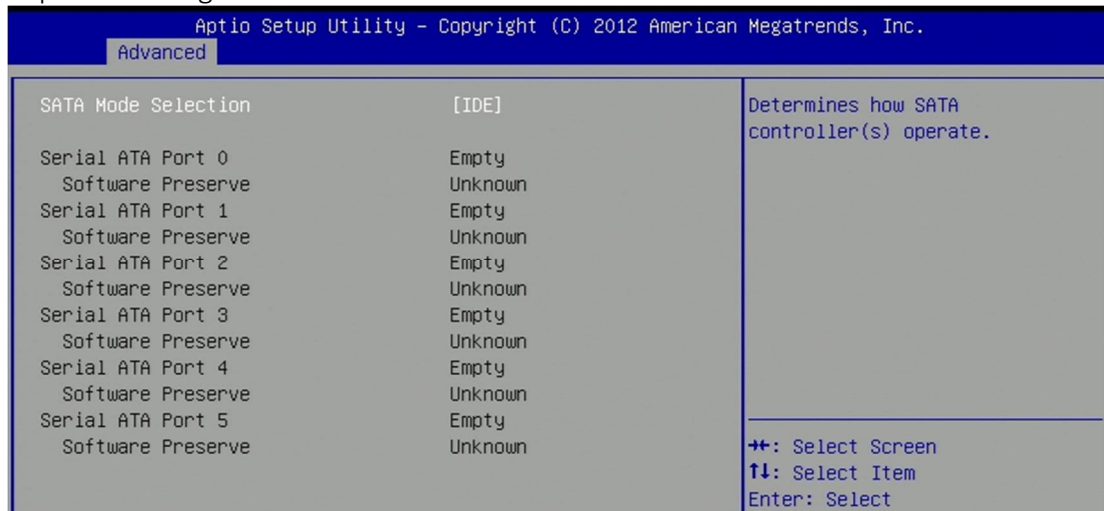 Aptio Setup Utility – Copyright (C) 2012 American Megatrends, Inc.
Advanced
SATA Mode Selection [IDE]
Serial ATA Port 0 Empty
Software Preserve Unknown
Serial ATA Port 1 Empty
Software Preserve Unknown
Serial ATA Port 2 Empty
Software Preserve Unknown
Serial ATA Port 3 Empty
Software Preserve Unknown
Serial ATA Port 4 Empty
Software Preserve Unknown
Serial ATA Port 5 Empty
Software Preserve Unknown
Determines how SATA
controller(s) operate.
→←: Select Screen
↑↓: Select Item
Enter: Select